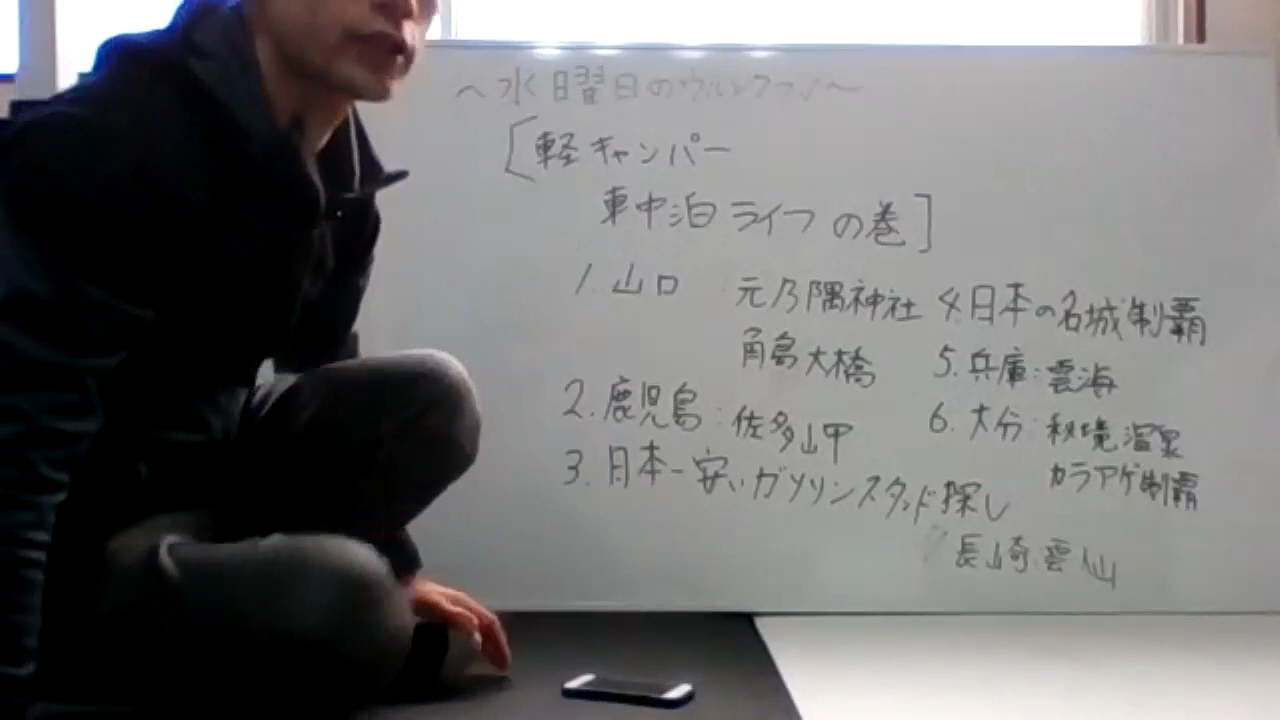 ～水曜日のウルンクフ♪～
[軽キャンパー
車中泊ライフの巻]
1.山口 元乃隅神社
角島大橋
2.鹿児島:佐多山甲
3.日本一安いガソリンスタンド探し
4.日本の名城制覇
5.兵庫:雲海
6.大分:秘境温泉
カラアゲ制覇
長崎:雲仙